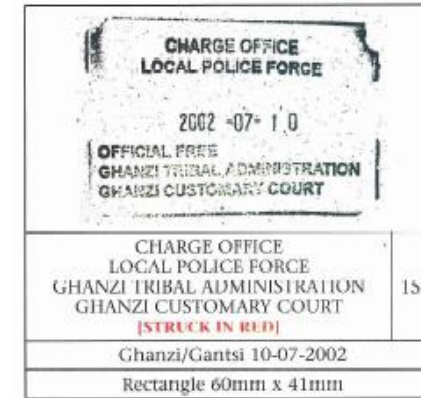 CHARGE OFFICE
LOCAL POLICE FORCE
2002 -07- 1 0
OFFICIAL FREE
GHANZI TRIBAL ADMINISTRATION
GHANZI CUSTOMARY COURT
CHARGE OFFICE
LOCAL POLICE FORCE
GHANZI TRIBAL ADMINISTRATION
GHANZI CUSTOMARY COURT
[STRUCK IN RED]
15
Ghanzi/Gantsi 10-07-2002
Rectangle 60mm x 41mm